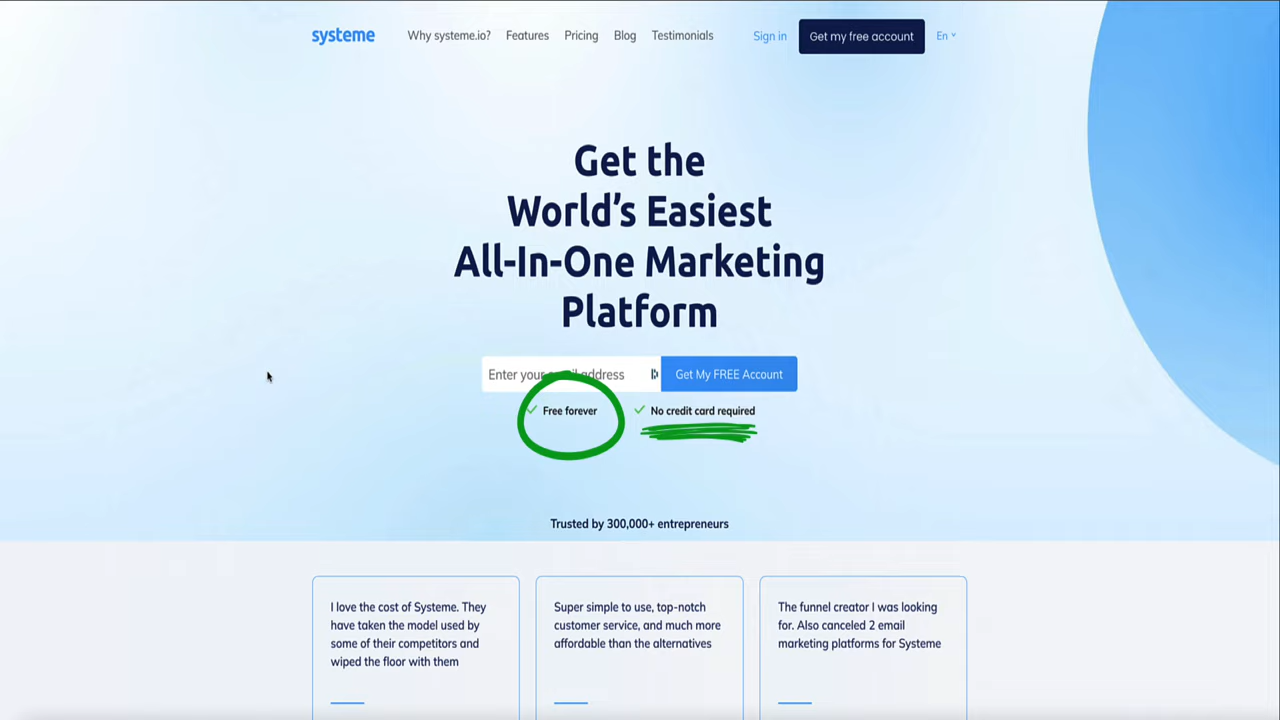 systeme
Why systeme.io? Features Pricing Blog Testimonials Sign in Get my free account En
Get the
World's Easiest
All-In-One Marketing
Platform
Enter your email address Get My FREE Account
Free forever No credit card required
Trusted by 300,000+ entrepreneurs
I love the cost of Systeme. They
have taken the model used by
some of their competitors and
wiped the floor with them
Super simple to use, top-notch
customer service, and much more
affordable than the alternatives
The funnel creator I was looking
for. Also canceled 2 email
marketing platforms for Systeme